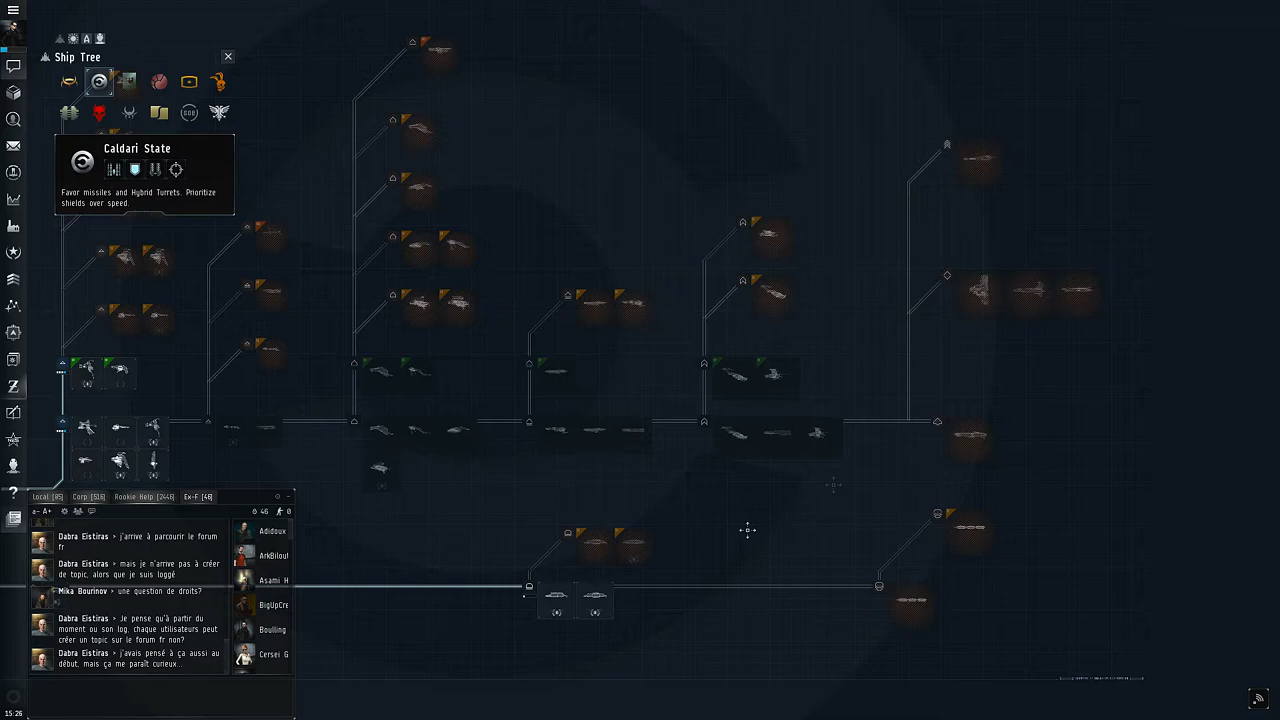 Ship Tree
Caldari State
Favor missiles and Hybrid Turrets. Prioritize
shields over speed.
Local [85]
Corp [516]
Rookie Help [2446]
Ex-F [46]
46
0
Dabra Eistiras > j'arrive à parcourir le forum
fr
Dabra Eistiras > mais je n'arrive pas à créer
de topic, alors que je suis loggé
Mika Bourinov > une question de droits?
Dabra Eistiras > Je pense qu'à partir du
moment ou son log, chaque utilisateurs peut
créer un topic sur le forum fr non?
Dabra Eistiras > j'avais pensé à ça aussi au
début, mais ça me paraît curieux...
Adidoux
ArkBilout
Asami H
BigUpCre
Boulling
Cersei G
15:26